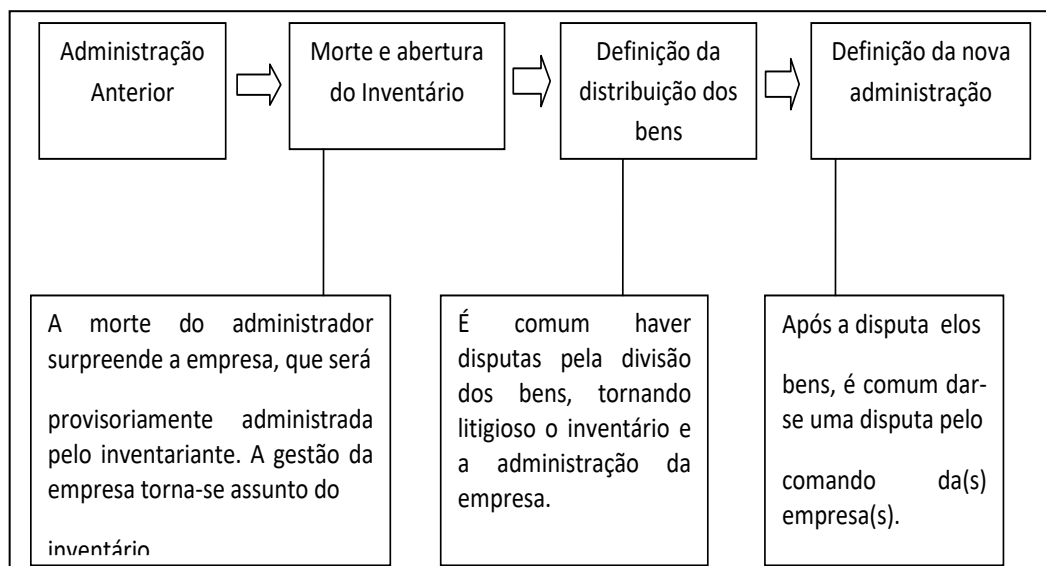 Administração
Anterior
Morte e abertura
do Inventário
Definição da
distribuição dos
bens
Definição da nova
administração
A morte do administrador
surpreende a empresa, que será
provisoriamente administrada
pelo inventariante. A gestão da
empresa torna-se assunto do
inventário
É comum haver
disputas pela divisão
dos bens, tornando
litigioso o inventário e
a administração da
empresa.
Após a disputa elos
bens, é comum dar-
se uma disputa pelo
comando da(s)
empresa(s).